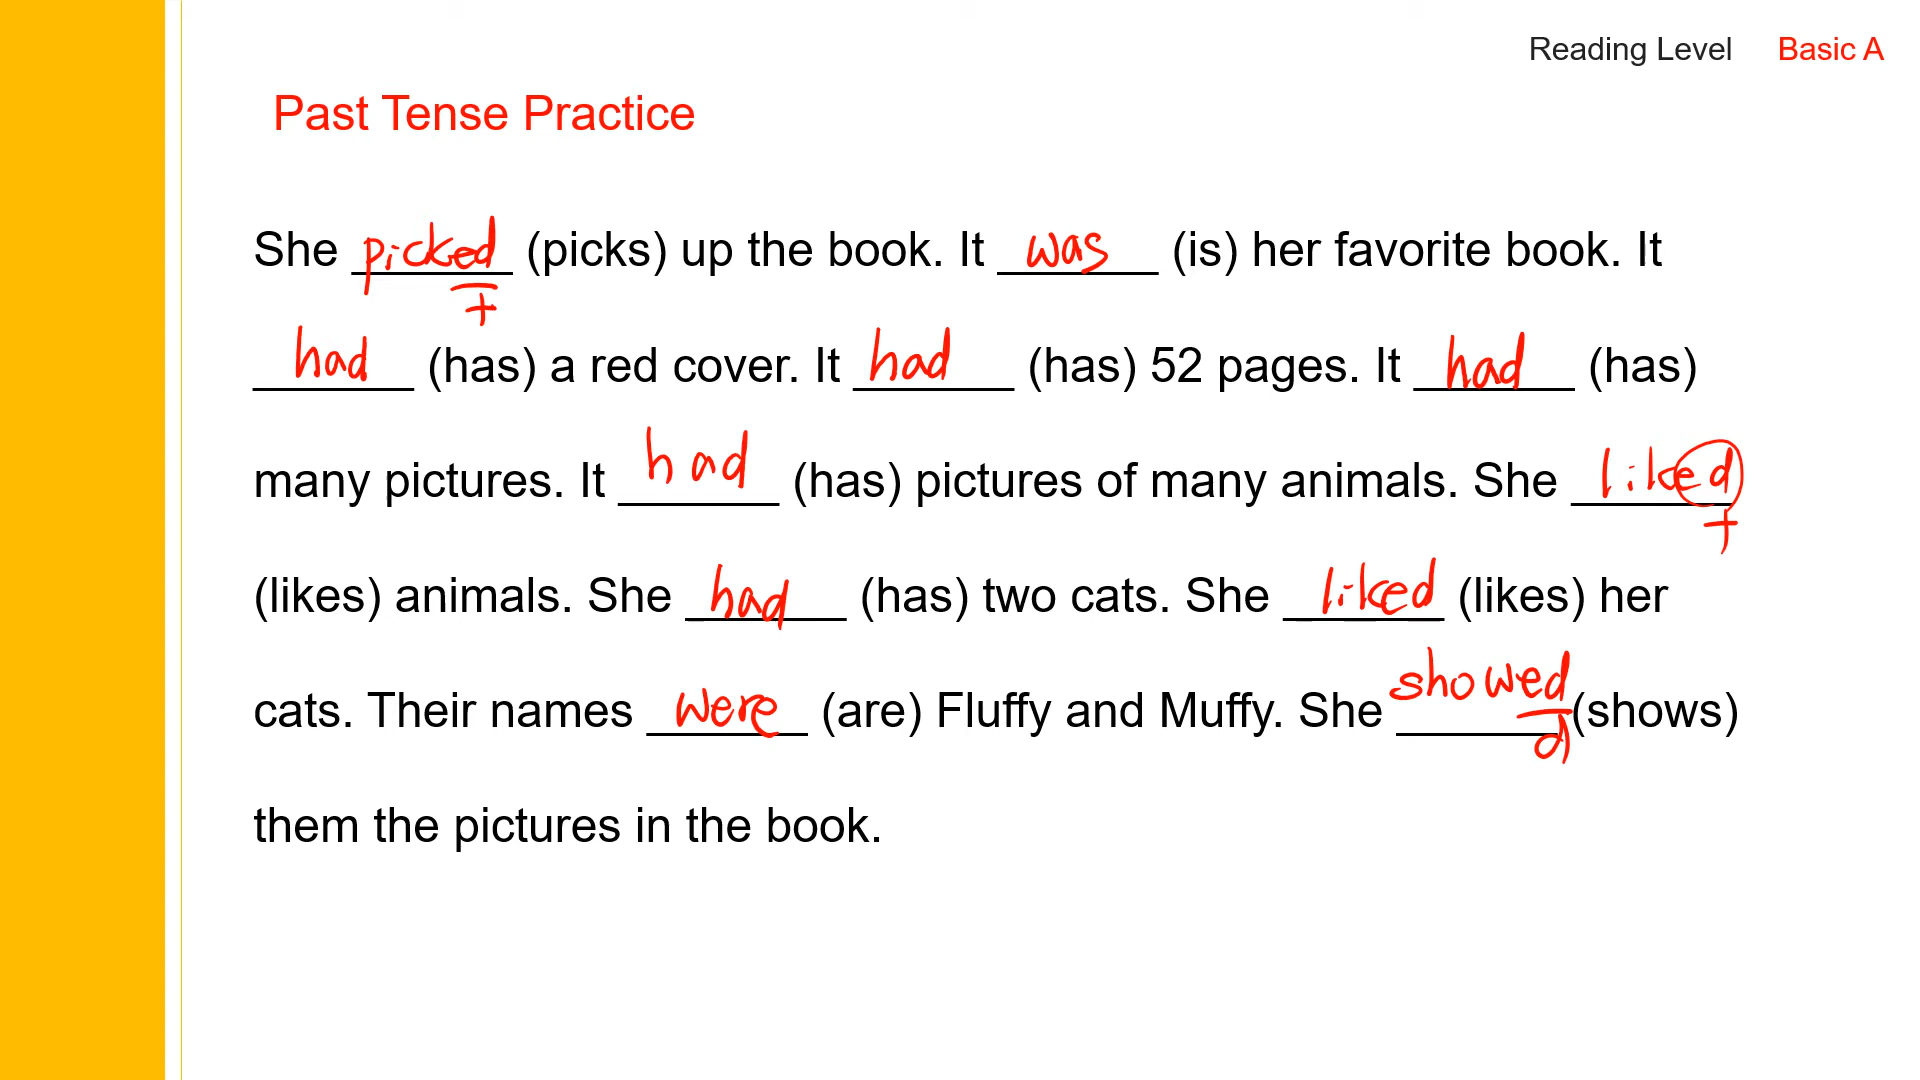 Reading Level Basic A
Past Tense Practice
She picked (picks) up the book. It was (is) her favorite book. It
t
had (has) a red cover. It had (has) 52 pages. It had (has)
many pictures. It had (has) pictures of many animals. She liked
t
(likes) animals. She had (has) two cats. She liked (likes) her
cats. Their names were (are) Fluffy and Muffy. She showed (shows)
d
them the pictures in the book.